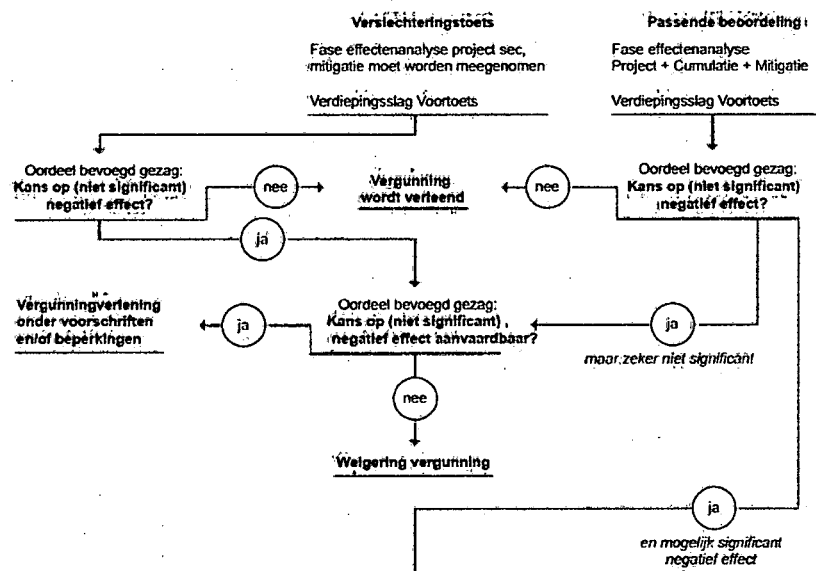 Verslechteringstoets
Fase effectenanalyse project sec,
mitigatie moet worden meegenomen
Verdiepingsslag Voortoets
Passende beoordeling
Fase effectenanalyse
Project + Cumulatie + Mitigatie
Verdiepingsslag Voortoets
Oordeel bevoegd gezag:
Kans op (niet significant)
negatief effect?
nee
Vergunning
wordt verleend
nee
Oordeel bevoegd gezag:
Kans op (niet significant)
negatief effect?
ja
Vergunningverlening
onder voorschriften
en/of beperkingen
ja
Oordeel bevoegd gezag:
Kans op (niet significant)
negatief effect aanvaardbaar?
ja
maar zeker niet significant
nee
Weigering vergunning
ja
en mogelijk significant
negatief effect